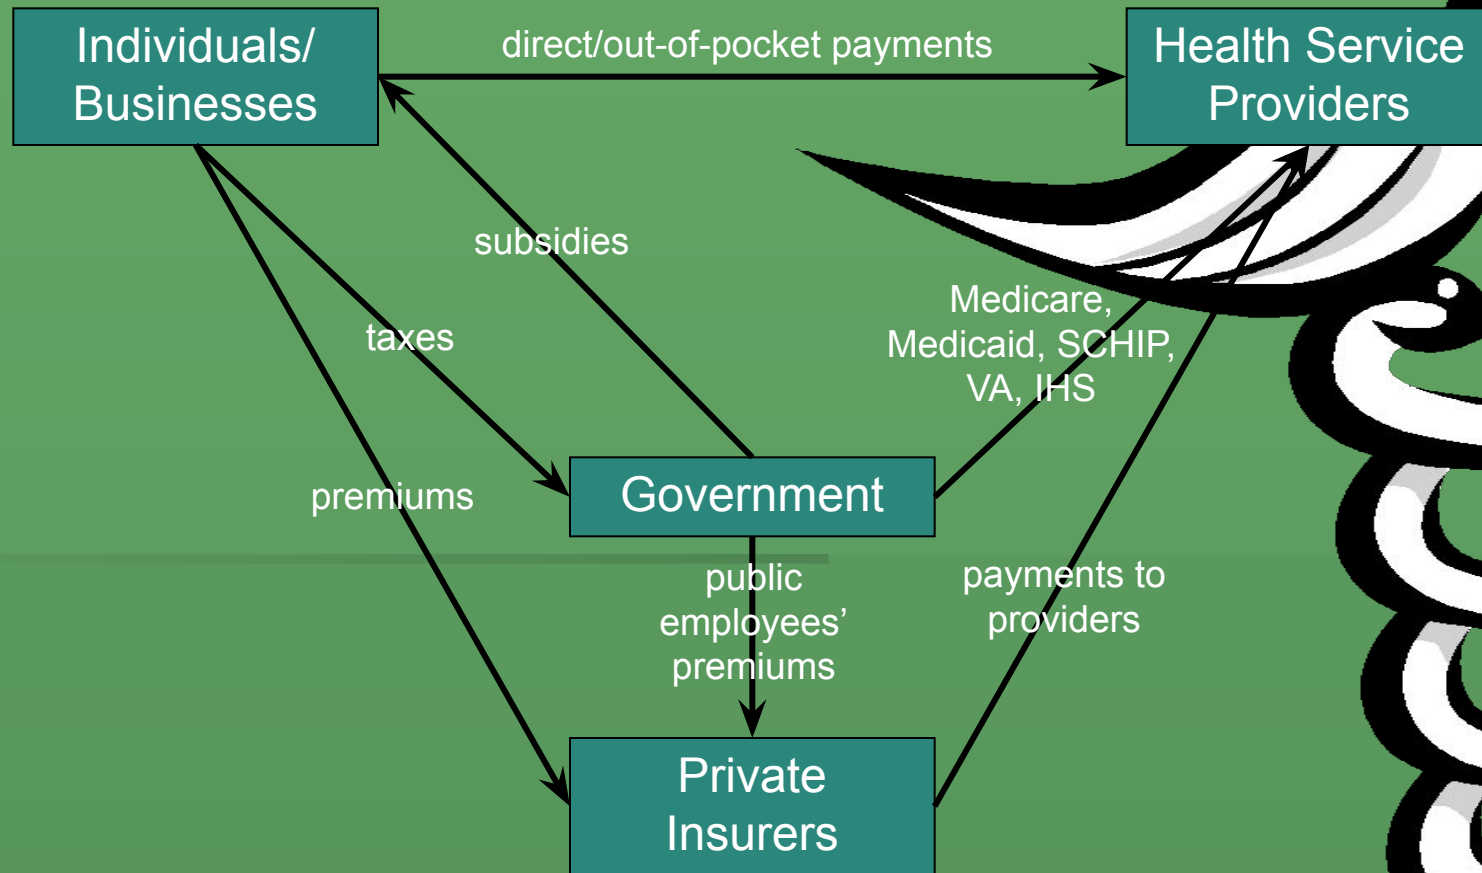 Individuals/
Businesses
direct/out-of-pocket payments
Health Service
Providers
subsidies
taxes
Medicare,
Medicaid, SCHIP,
VA, IHS
premiums
Government
public
employees’
premiums
payments to
providers
Private
Insurers